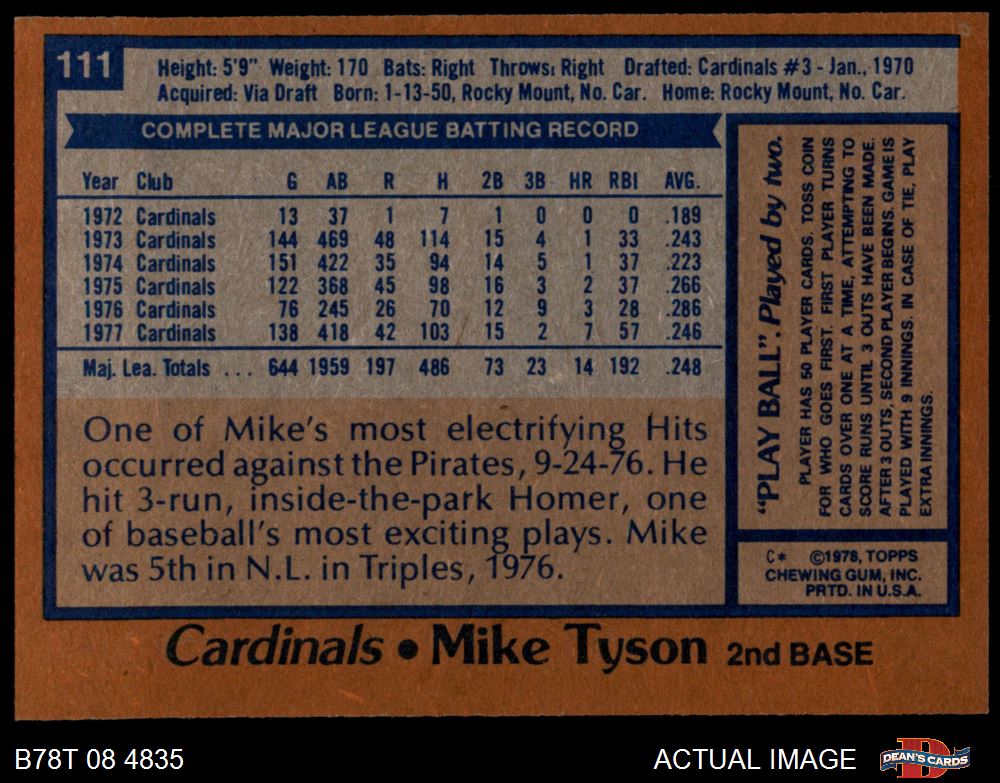 111
Height: 5'9" Weight: 170 Bats: Right Throws: Right Drafted: Cardinals #3 - Jan., 1970
Acquired: Via Draft Born: 1-13-50, Rocky Mount, No. Car. Home: Rocky Mount, No. Car.
COMPLETE MAJOR LEAGUE BATTING RECORD
Year Club G AB R H 2B 3B HR RBI AVG.
1972 Cardinals 13 37 1 7 1 0 0 0 .189
1973 Cardinals 144 469 48 114 15 4 1 33 .243
1974 Cardinals 151 422 35 94 14 5 1 37 .223
1975 Cardinals 122 368 45 98 16 3 2 37 .266
1976 Cardinals 76 245 26 70 12 9 3 28 .286
1977 Cardinals 138 418 42 103 15 2 7 57 .246
Maj. Lea. Totals ... 644 1959 197 486 73 23 14 192 .248
One of Mike's most electrifying Hits
occurred against the Pirates, 9-24-76. He
hit 3-run, inside-the-park Homer, one
of baseball's most exciting plays. Mike
was 5th in N.L. in Triples, 1976.
"PLAY BALL". Played by two.
PLAYER HAS 50 PLAYER CARDS. TOSS COIN
FOR WHO GOES FIRST. FIRST PLAYER TURNS
CARDS OVER ONE AT A TIME, ATTEMPTING TO
SCORE RUNS UNTIL 3 OUTS HAVE BEEN MADE.
AFTER 3 OUTS, SECOND PLAYER BEGINS. GAME IS
PLAYED WITH 9 INNINGS. IN CASE OF TIE, PLAY
EXTRA INNINGS.
C* ©1978, TOPPS
CHEWING GUM, INC.
PRTD. IN U.S.A.
Cardinals • Mike Tyson 2nd BASE
B78T 08 4835
ACTUAL IMAGE
DEAN'S CARDS